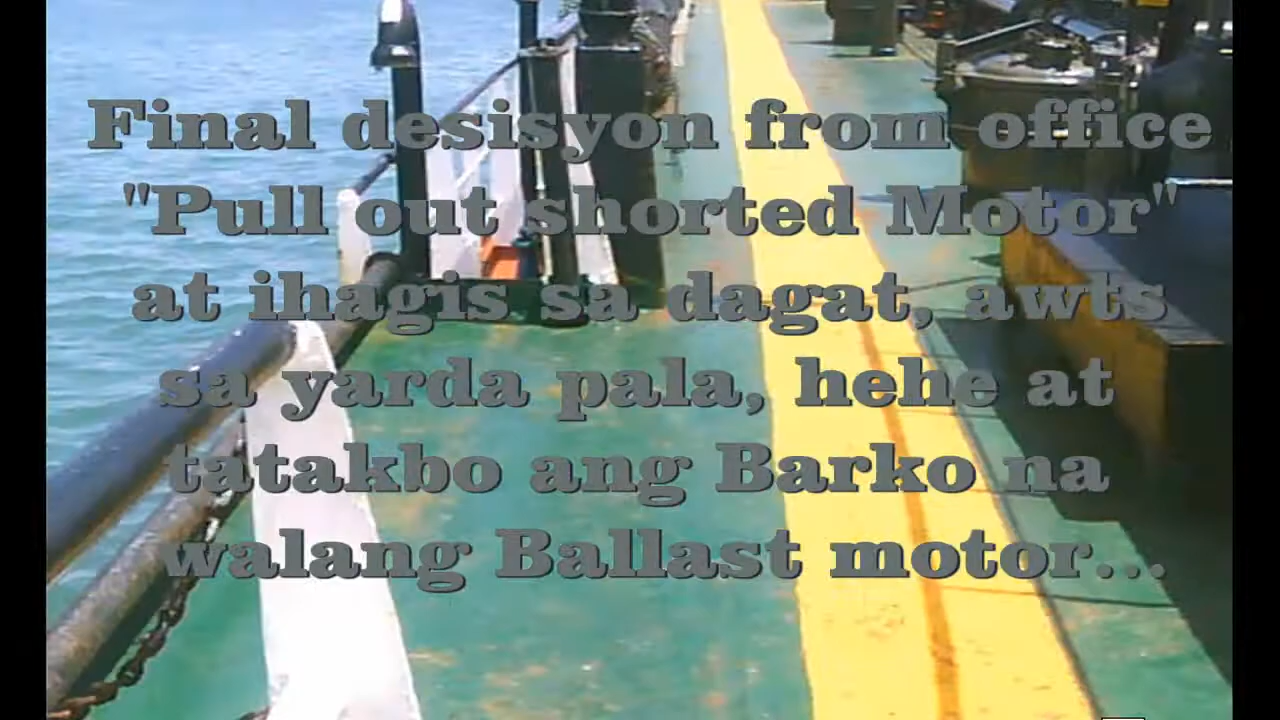 Final desisyon from office
"Pull out shorted Motor"
at ihagis sa dagat, awts
sa yarda pala, hehe at
tatakbo ang Barko na
walang Ballast motor...